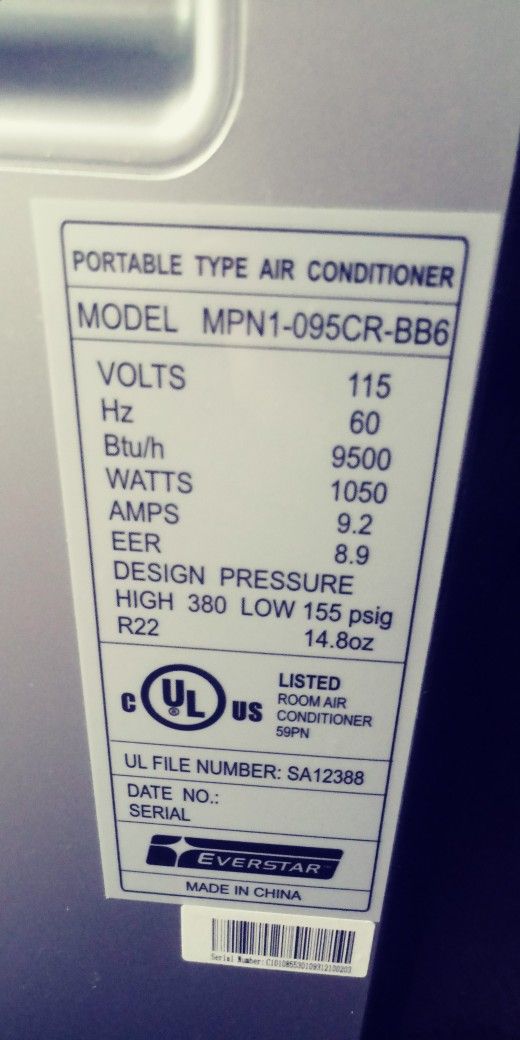 PORTABLE TYPE AIR CONDITIONER
MODEL MPN1-095CR-BB6
VOLTS 115
Hz 60
Btu/h 9500
WATTS 1050
AMPS 9.2
EER 8.9
DESIGN PRESSURE
HIGH 380 LOW 155 psig
R22 14.8oz
C UL ® US
LISTED
ROOM AIR
CONDITIONER
59PN
UL FILE NUMBER: SA12388
DATE NO.:
SERIAL
EVERSTAR
MADE IN CHINA
Serial Number: